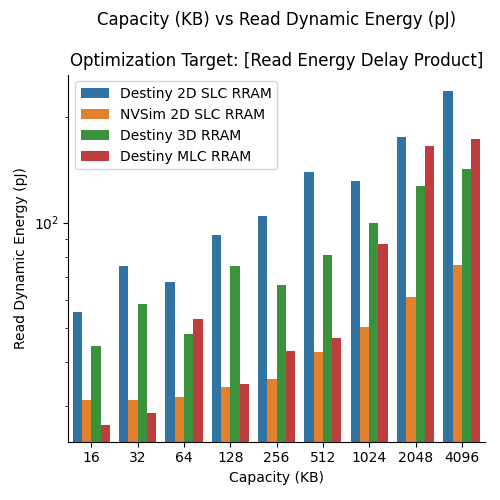 Capacity (KB) vs Read Dynamic Energy (pJ)
Optimization Target: [Read Energy Delay Product]
Destiny 2D SLC RRAM
NVSim 2D SLC RRAM
Destiny 3D RRAM
Destiny MLC RRAM
Read Dynamic Energy (pJ)
10²
16 32 64 128 256 512 1024 2048 4096
Capacity (KB)